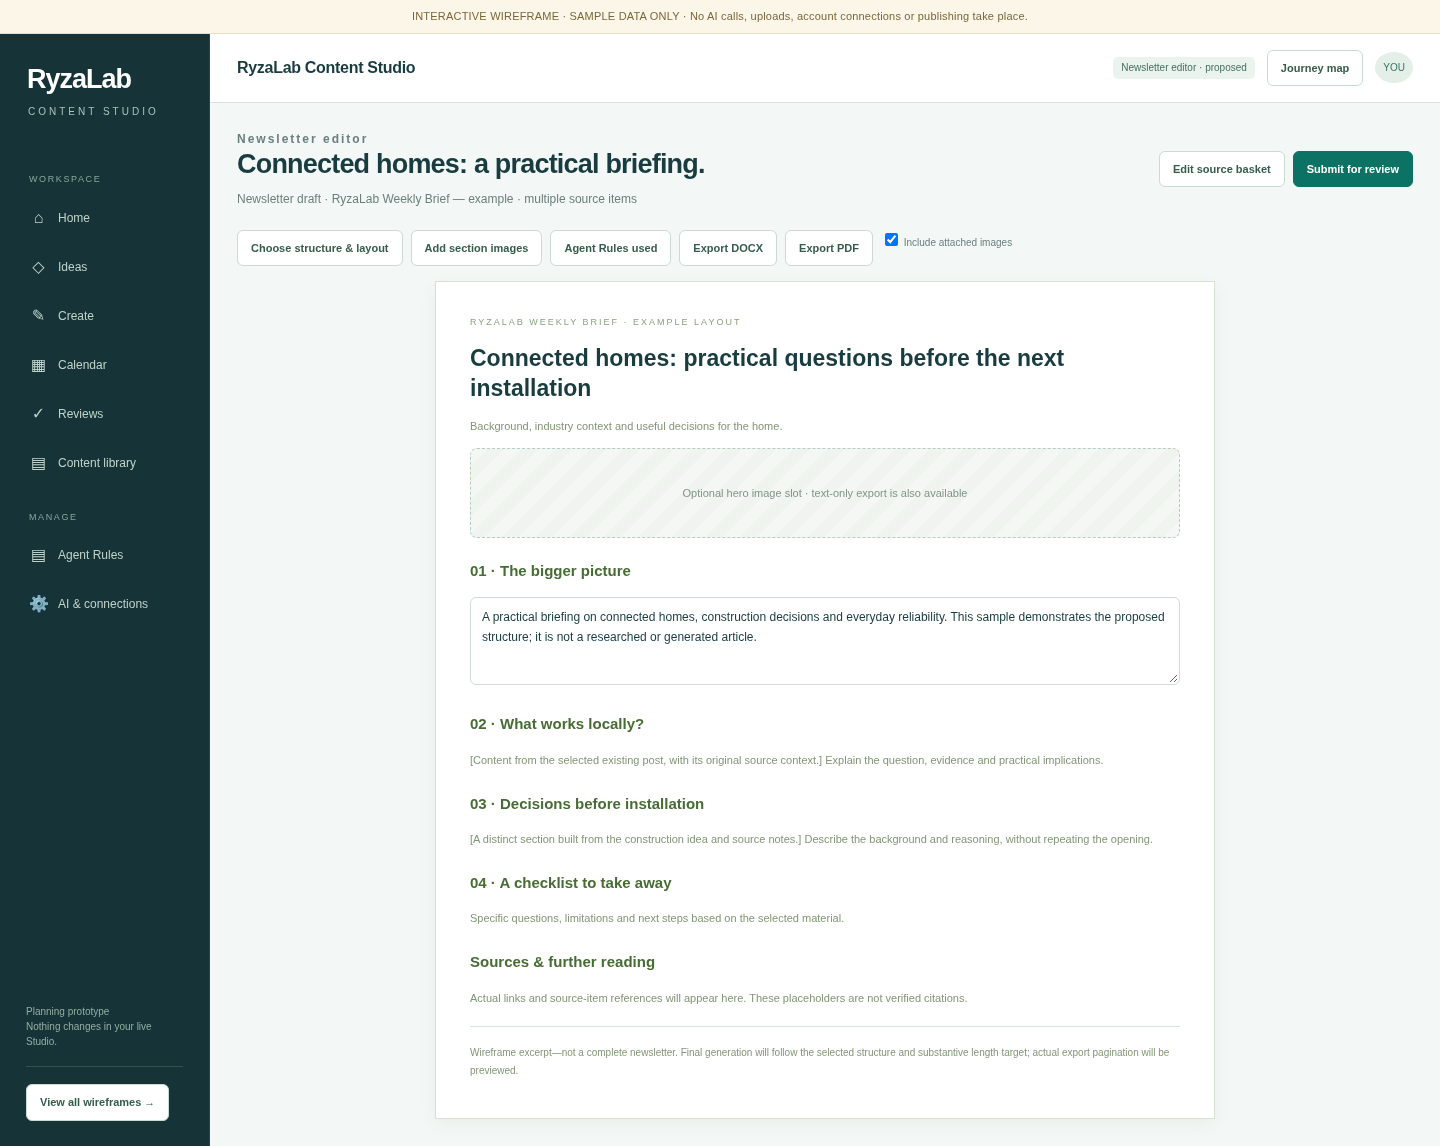 INTERACTIVE WIREFRAME · SAMPLE DATA ONLY · No AI calls, uploads, account connections or publishing take place.
RyzaLab
CONTENT STUDIO
WORKSPACE
Home
Ideas
Create
Calendar
Reviews
Content library
MANAGE
Agent Rules
AI & connections
Planning prototype
Nothing changes in your live
Studio.
View all wireframes →
RyzaLab Content Studio
Newsletter editor · proposed
Journey map
YOU
Newsletter editor
Connected homes: a practical briefing.
Newsletter draft · RyzaLab Weekly Brief — example · multiple source items
Edit source basket
Submit for review
Choose structure & layout
Add section images
Agent Rules used
Export DOCX
Export PDF
Include attached images
RYZALAB WEEKLY BRIEF · EXAMPLE LAYOUT
Connected homes: practical questions before the next
installation
Background, industry context and useful decisions for the home.
Optional hero image slot · text-only export is also available
01 · The bigger picture
A practical briefing on connected homes, construction decisions and everyday reliability. This sample demonstrates the proposed
structure; it is not a researched or generated article.
02 · What works locally?
[Content from the selected existing post, with its original source context.] Explain the question, evidence and practical implications.
03 · Decisions before installation
[A distinct section built from the construction idea and source notes.] Describe the background and reasoning, without repeating the opening.
04 · A checklist to take away
Specific questions, limitations and next steps based on the selected material.
Sources & further reading
Actual links and source-item references will appear here. These placeholders are not verified citations.
Wireframe excerpt—not a complete newsletter. Final generation will follow the selected structure and substantive length target; actual export pagination will be
previewed.